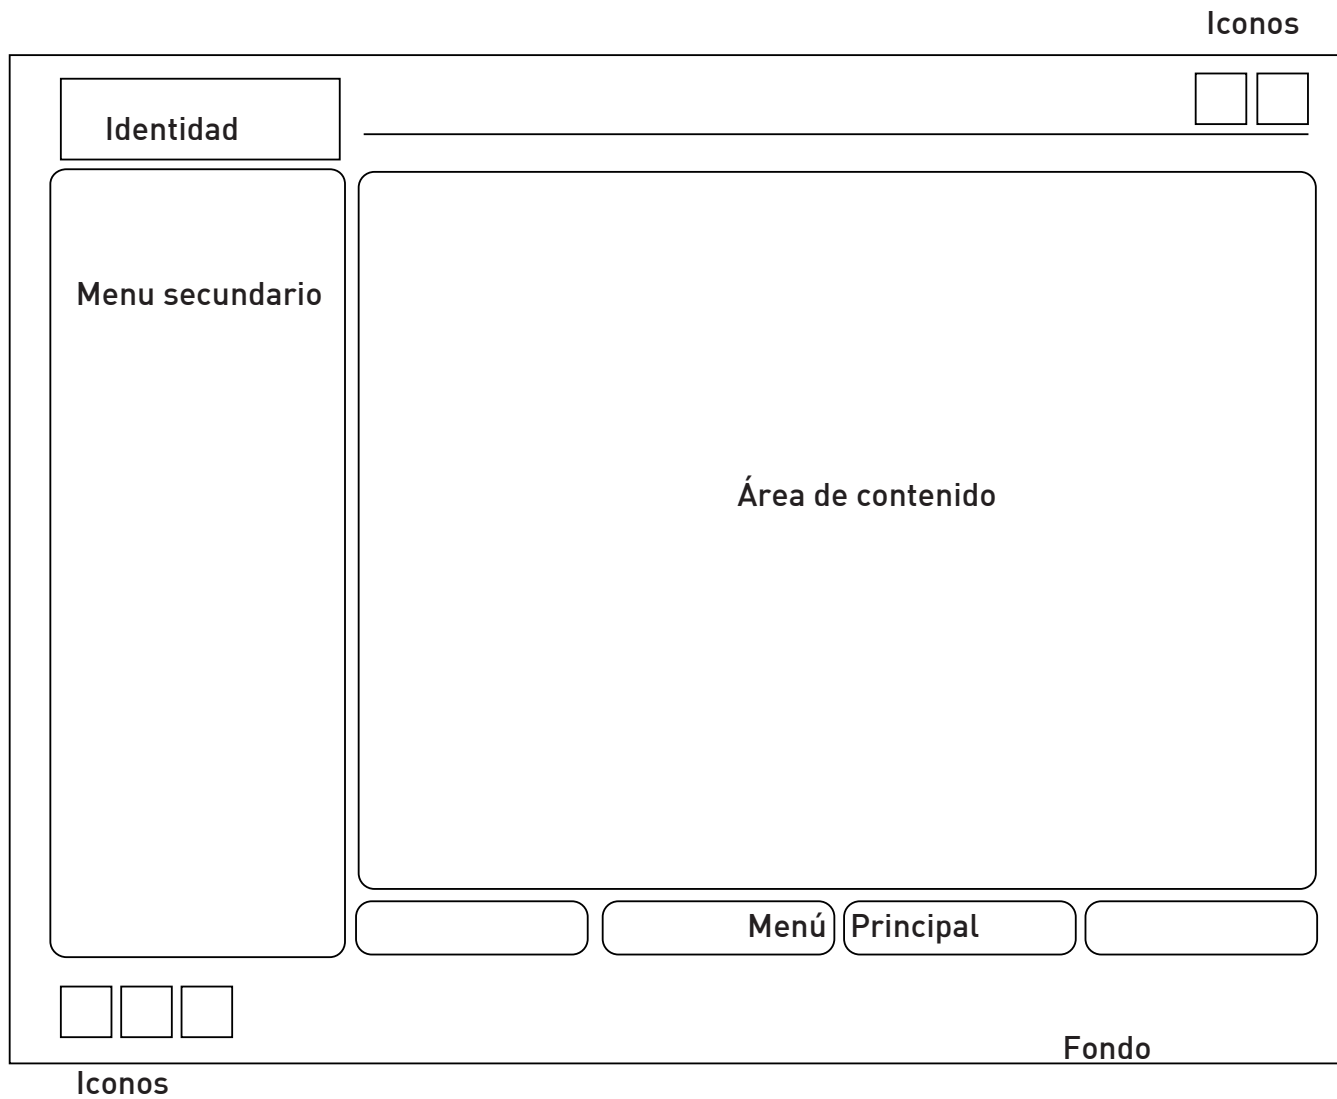 Iconos
Identidad
Menu secundario
Área de contenido
Menú Principal
Fondo
Iconos